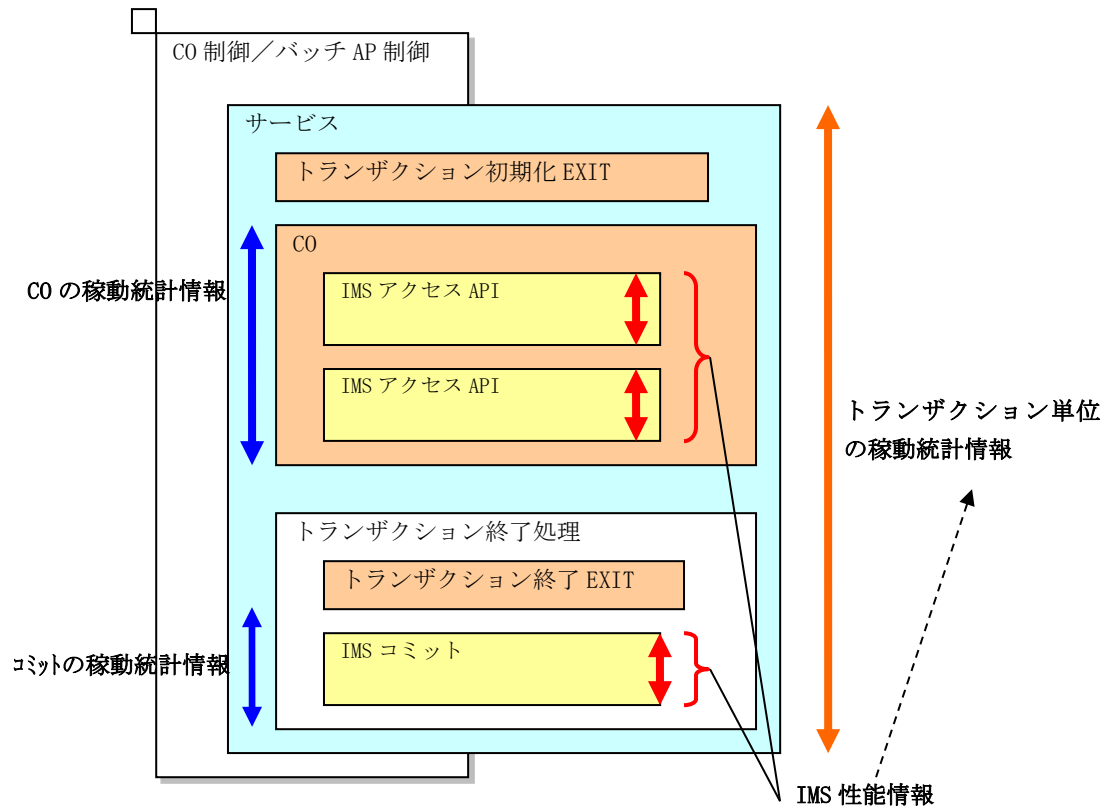 CO 制御／バッチ AP 制御
サービス
トランザクション初期化 EXIT
CO
CO の稼動統計情報
IMS アクセス API
IMS アクセス API
トランザクション単位
の稼動統計情報
トランザクション終了処理
トランザクション終了 EXIT
IMS コミット
コミットの稼動統計情報
IMS 性能情報